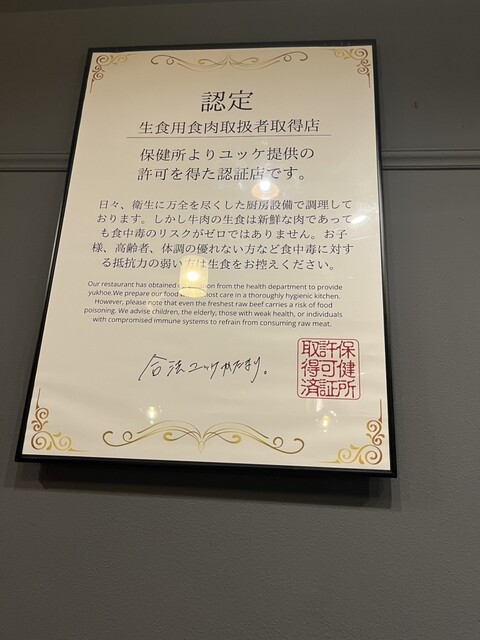 認定
生食用食肉取扱者取得店
保健所よりユッケ提供の
許可を得た認証店です。
日々、衛生に万全を尽くした厨房設備で調理して
おります。しかし牛肉の生食は新鮮な肉であって
も食中毒のリスクがゼロではありません。お子
様、高齢者、体調の優れない方など食中毒に対す
る抵抗力の弱い方は生食をお控えください。
Our restaurant has obtained from the health department to provide
yukhoe.We prepare our food most care in a thoroughly hygienic kitchen.
However, please note that even the freshest raw beef carries a risk of food
poisoning. We advise children, the elderly, those with weak health, or individuals
with compromised immune systems to refrain from consuming raw meat.
合法ユッケかたまり。
保健所
許可証
取得済